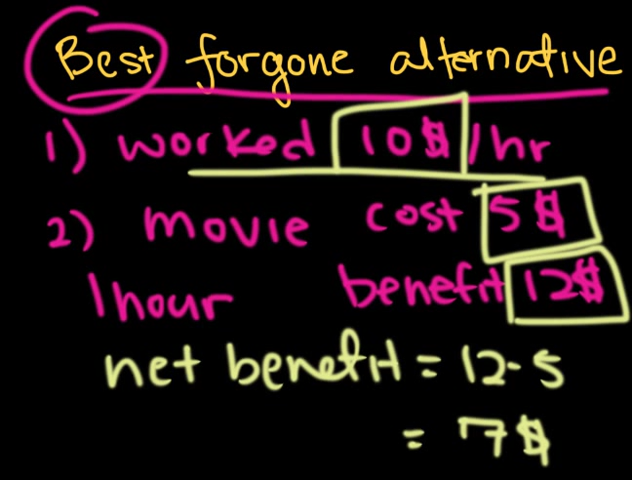 Best forgone alternative
1) worked 10$/hr
2) movie cost 5$
1hour benefit 12$
net benefit = 12-5
= 7$